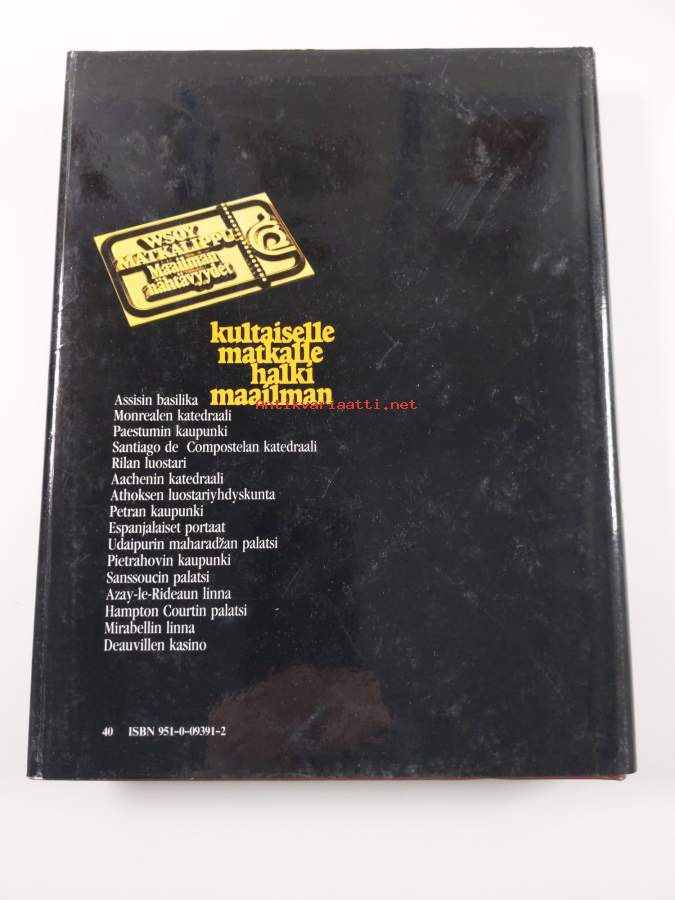 WSOY
MATKALIPPU
Maailman
nähtävyydet
kultaiselle
matkalle
halki
maailman
Antikvariaatti.net
Assisin basilika
Monrealen katedraali
Paestumin kaupunki
Santiago de Compostelan katedraali
Rilan luostari
Aachenin katedraali
Athoksen luostariyhdyskunta
Petran kaupunki
Espanjalaiset portaat
Udaipurin maharadžan palatsi
Pietrahovin kaupunki
Sanssoucin palatsi
Azay-le-Rideaun linna
Hampton Courtin palatsi
Mirabellin linna
Deauvillen kasino
40 ISBN 951-0-09391-2